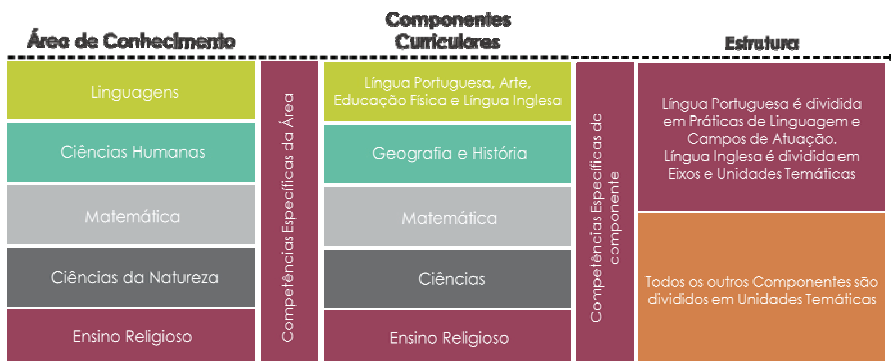 Área de Conhecimento
Componentes
Curriculares
Estrutura
Linguagens
Ciências Humanas
Matemática
Ciências da Natureza
Ensino Religioso
Competências Específicas da Área
Língua Portuguesa, Arte,
Educação Física e Língua Inglesa
Geografia e História
Matemática
Ciências
Ensino Religioso
Competências Específicas do
componente
Língua Portuguesa é dividida
em Práticas de Linguagem e
Campos de Atuação.
Língua Inglesa é dividida em
Eixos e Unidades Temáticas
Todos os outros Componentes são
divididos em Unidades Temáticas